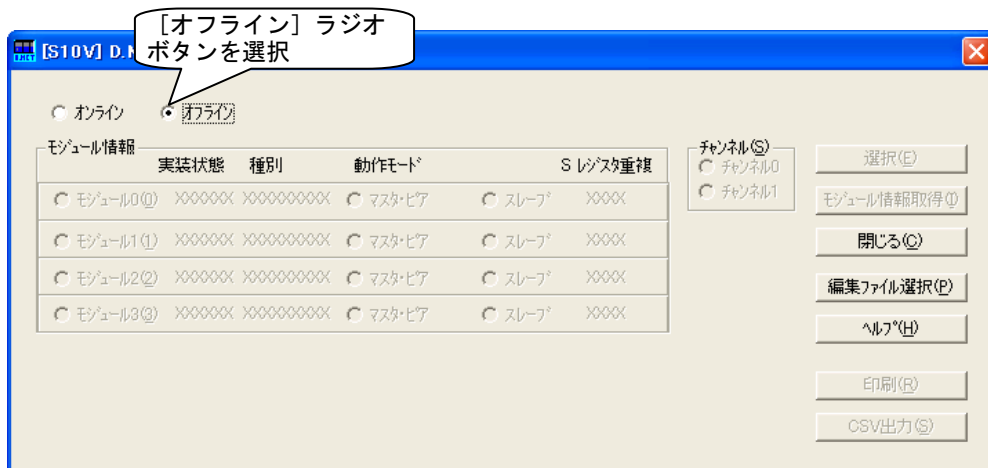 ［オフライン］ラジオ
ボタンを選択
[S10V] D.N
オンライン オフライン
モジュール情報
実装状態 種別 動作モード Sレジスタ重複
モジュール0(0) XXXXXX XXXXXXXXX マスタ・ピア スレーブ XXXX
モジュール1(1) XXXXXX XXXXXXXXX マスタ・ピア スレーブ XXXX
モジュール2(2) XXXXXX XXXXXXXXX マスタ・ピア スレーブ XXXX
モジュール3(3) XXXXXX XXXXXXXXX マスタ・ピア スレーブ XXXX
チャンネル(S)
チャンネル0
チャンネル1
選択(E)
モジュール情報取得(I)
閉じる(C)
編集ファイル選択(P)
ヘルプ(H)
印刷(R)
CSV出力(S)